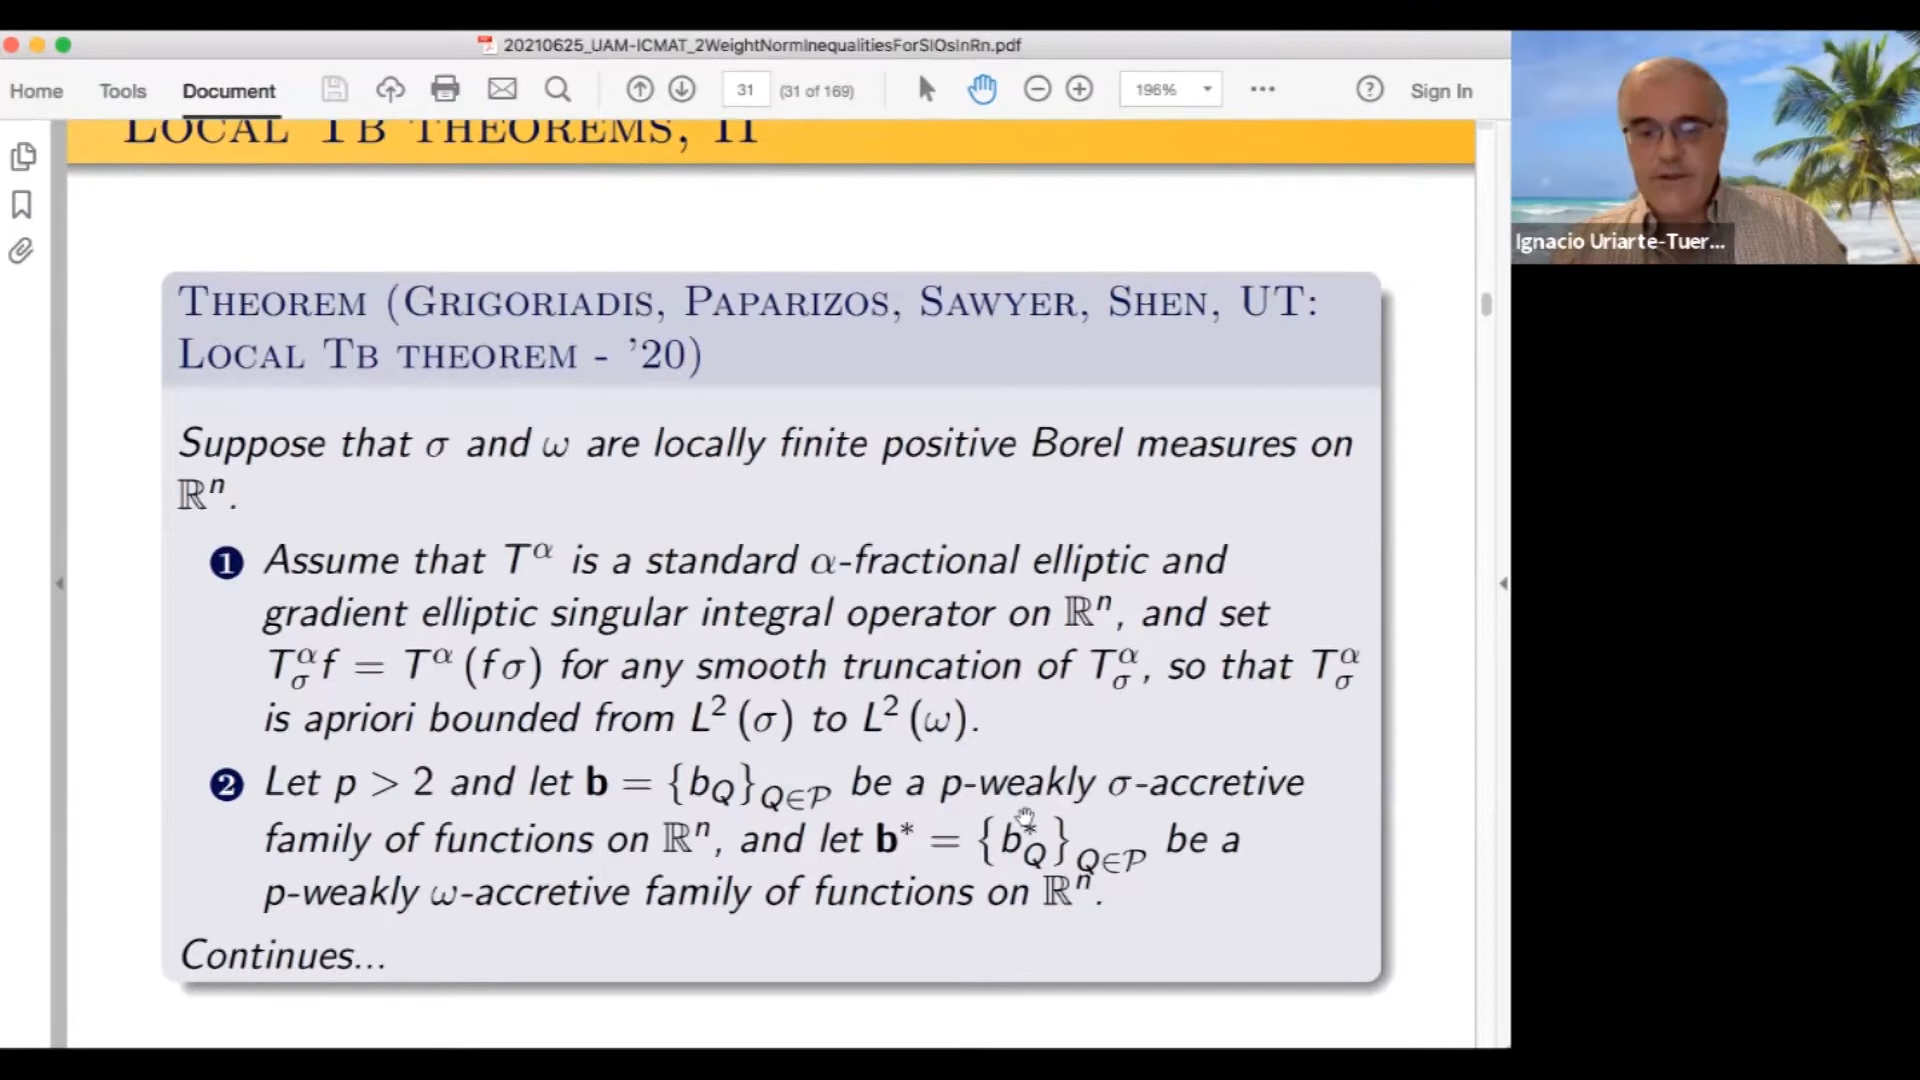 20210625_UAM-ICMAT_2WeightNormInequalitiesForSIOsInRn.pdf
Home Tools Document 31 (31 of 169) 196% Sign In
LOCAL TB THEOREMS, II
Ignacio Uriarte-Tuer...
THEOREM (GRIGORIADIS, PAPARIZOS, SAWYER, SHEN, UT:
LOCAL TB THEOREM - '20)
Suppose that σ and ω are locally finite positive Borel measures on
ℝⁿ.
1 Assume that T^α is a standard α-fractional elliptic and
gradient elliptic singular integral operator on ℝⁿ, and set
T^α_σ f = T^α (fσ) for any smooth truncation of T^α_σ, so that T^α_σ
is apriori bounded from L² (σ) to L² (ω).
2 Let p > 2 and let b = {b_Q}_{Q∈𝒫} be a p-weakly σ-accretive
family of functions on ℝⁿ, and let b* = {b*_Q}_{Q∈𝒫} be a
p-weakly ω-accretive family of functions on ℝⁿ.
Continues...